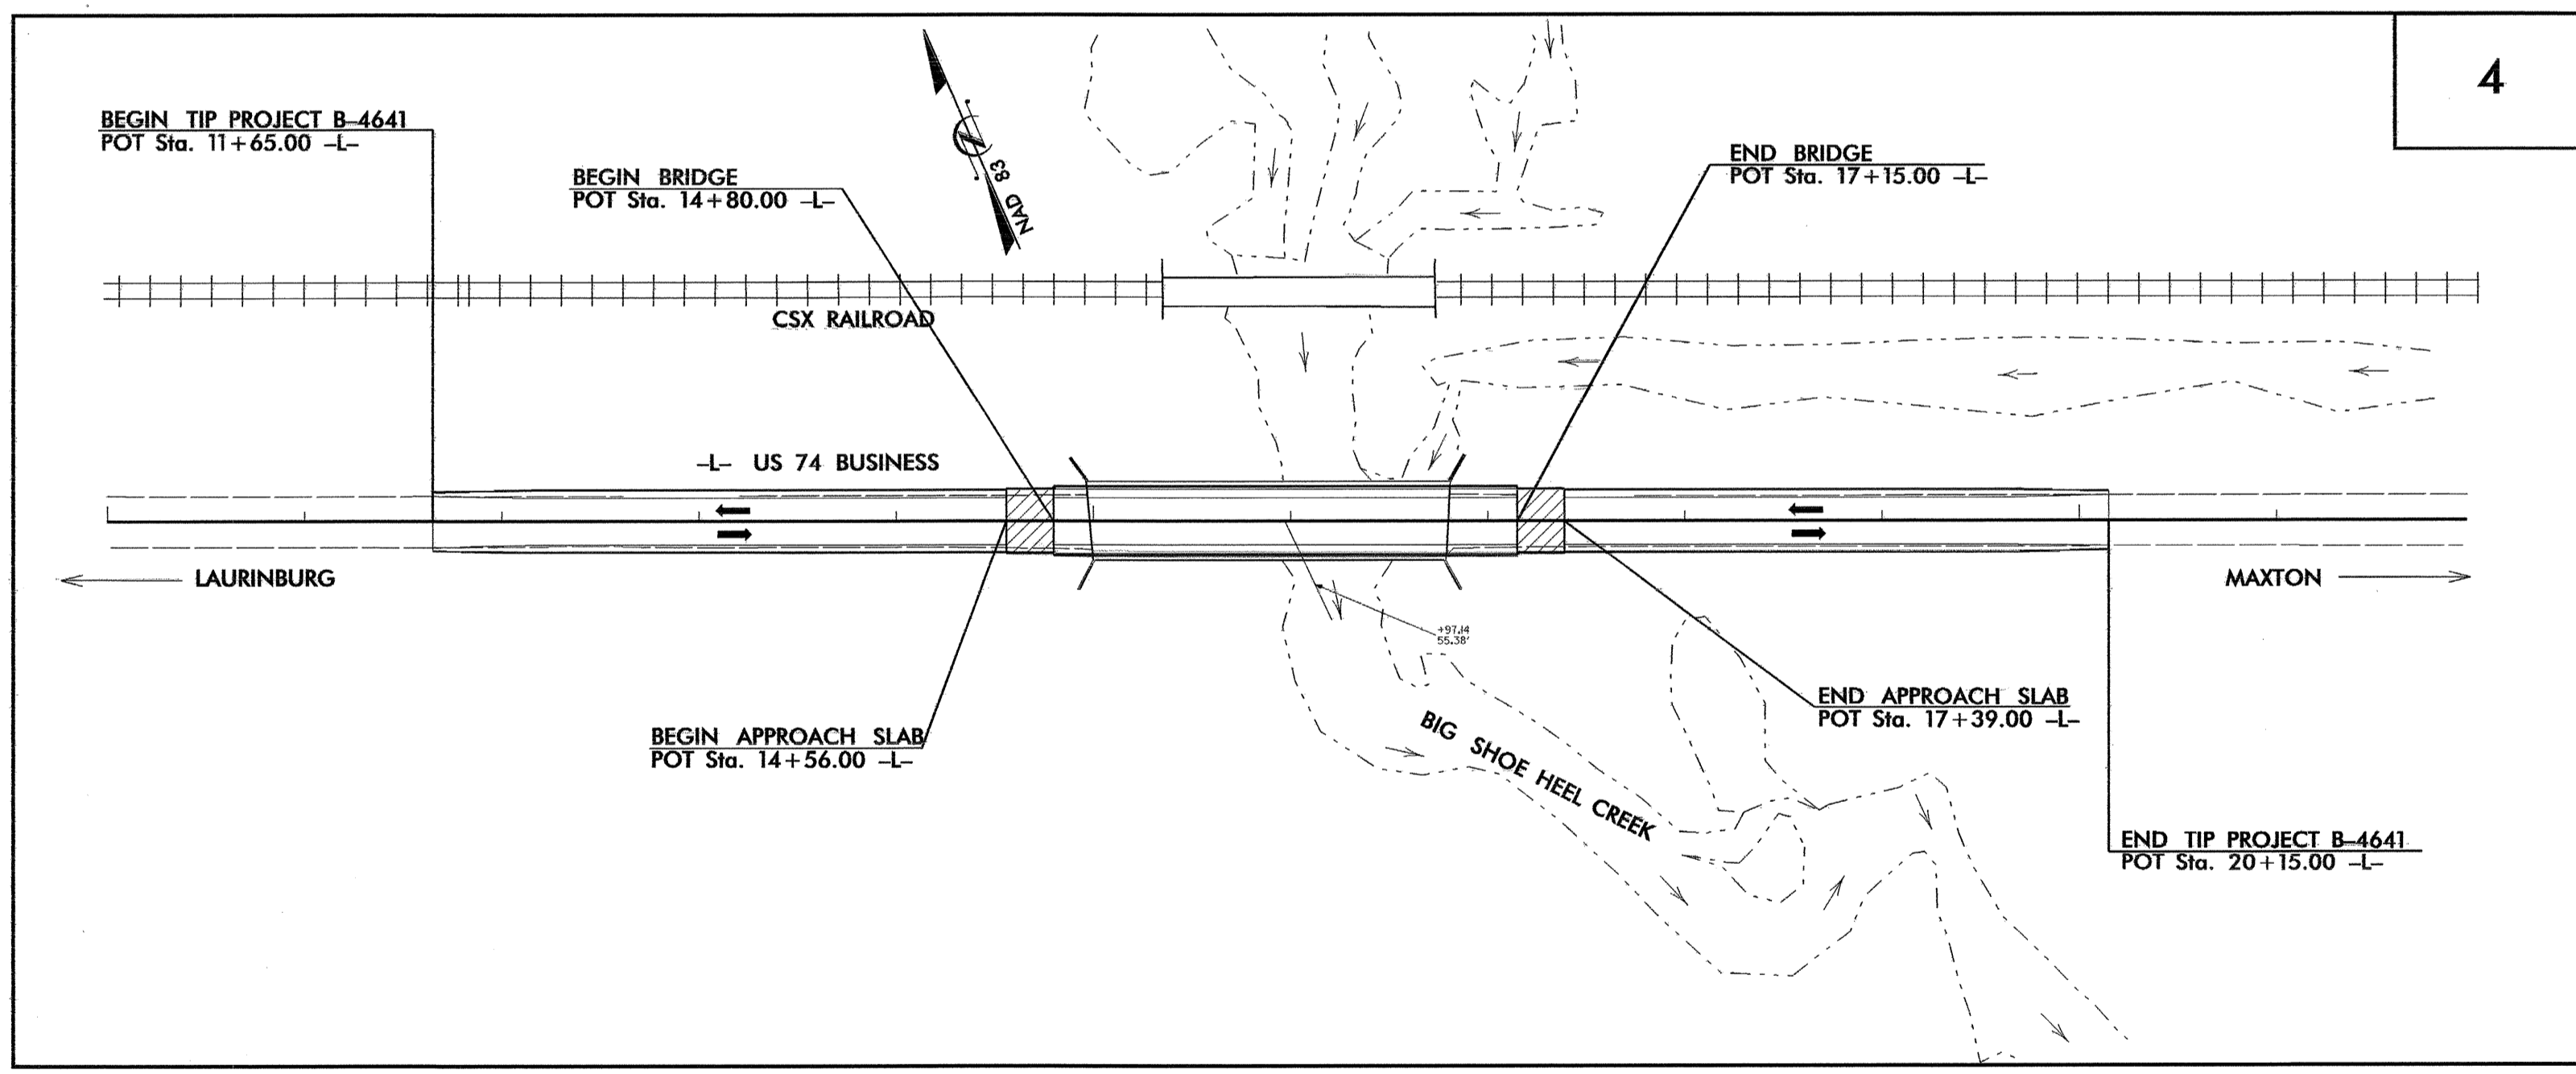 4
BEGIN TIP PROJECT B-4641
POT Sta. 11+65.00 -L-
BEGIN BRIDGE
POT Sta. 14+80.00 -L-
N
NAD 83
END BRIDGE
POT Sta. 17+15.00 -L-
CSX RAILROAD
-L- US 74 BUSINESS
LAURINBURG
MAXTON
+97.14
55.38'
BEGIN APPROACH SLAB
POT Sta. 14+56.00 -L-
END APPROACH SLAB
POT Sta. 17+39.00 -L-
BIG SHOE HEEL CREEK
END TIP PROJECT B-4641
POT Sta. 20+15.00 -L-